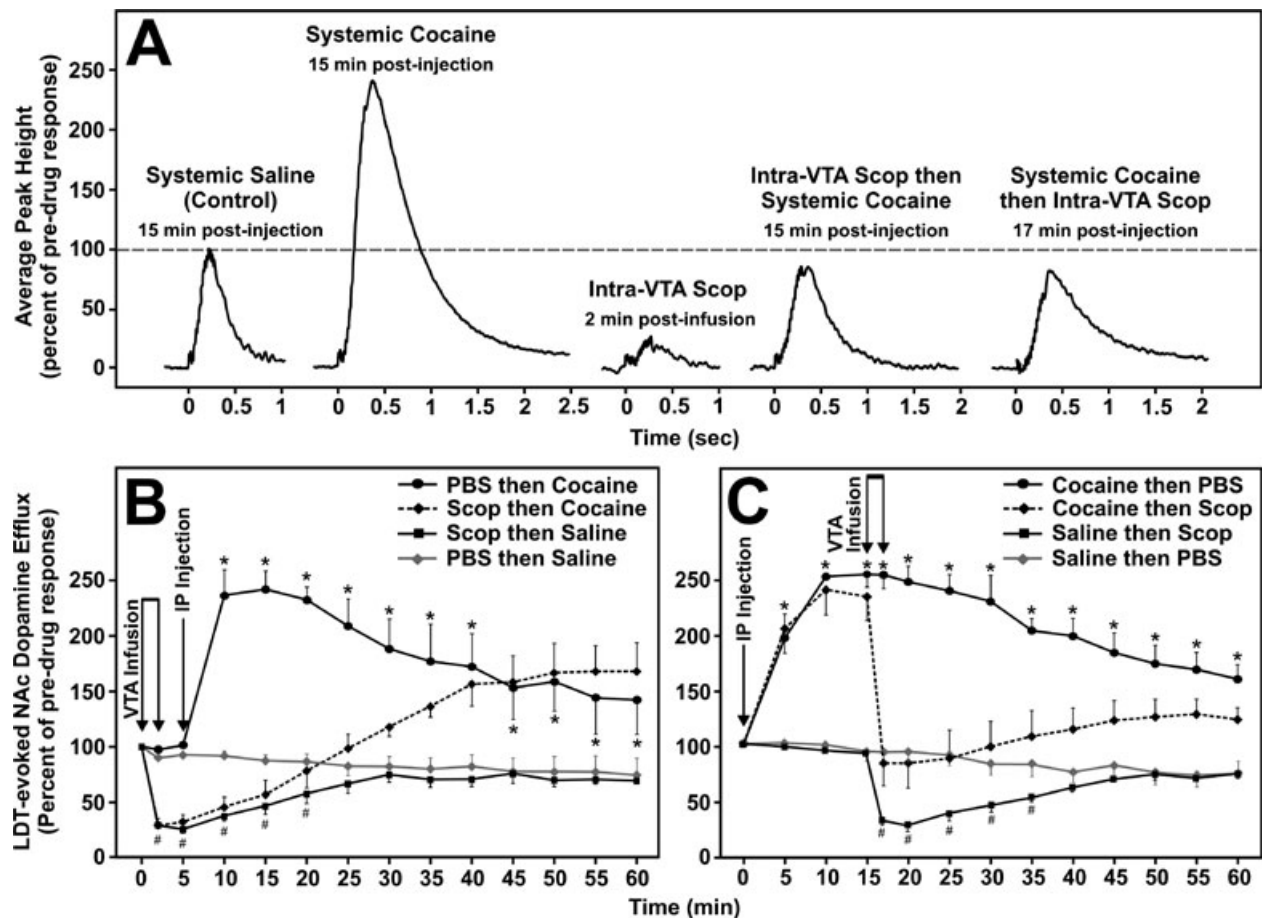 A
Average Peak Height
(percent of pre-drug response)
250
200
150
100
50
0
Systemic Cocaine
15 min post-injection
Systemic Saline
(Control)
15 min post-injection
Intra-VTA Scop
2 min post-infusion
Intra-VTA Scop then
Systemic Cocaine
15 min post-injection
Systemic Cocaine
then Intra-VTA Scop
17 min post-injection
0 0.5 1
0 0.5 1 1.5 2 2.5
0 0.5 1
0 0.5 1 1.5 2
0 0.5 1 1.5 2
Time (sec)
B
LDT-evoked NAc Dopamine Efflux
(Percent of pre-drug response)
250
200
150
100
50
0
VTA Infusion
IP Injection
PBS then Cocaine
Scop then Cocaine
Scop then Saline
PBS then Saline
* * * * * * * * * * *
# # # # #
0 5 10 15 20 25 30 35 40 45 50 55 60
Time (min)
C
250
200
150
100
50
0
IP Injection
VTA
Infusion
Cocaine then PBS
Cocaine then Scop
Saline then Scop
Saline then PBS
* * * * * * * * * * * * *
# # # # #
0 5 10 15 20 25 30 35 40 45 50 55 60
Time (min)